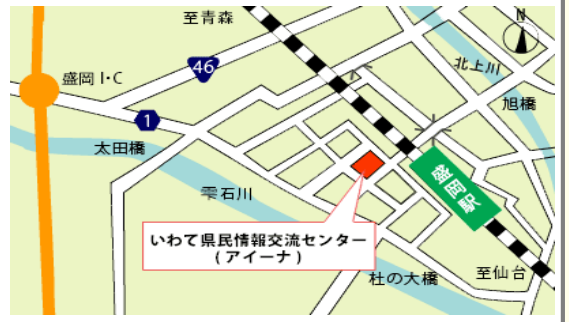 至青森
N
46
北上川
盛岡 I・C
旭橋
1
太田橋
盛岡駅
雫石川
いわて県民情報交流センター
(アイーナ)
杜の大橋
至仙台